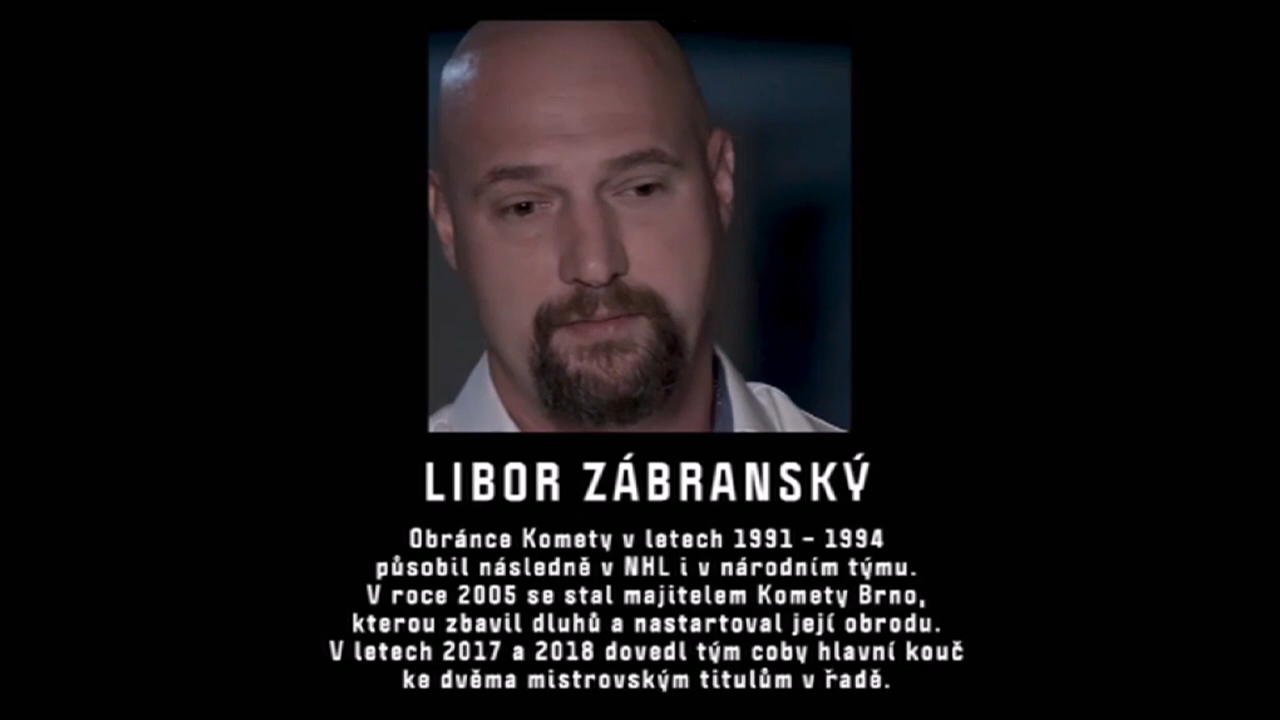 LIBOR ZÁBRANSKÝ
Obránce Komety v letech 1991 - 1994
působil následně v NHL i v národním týmu.
V roce 2005 se stal majitelem Komety Brno,
kterou zbavil dluhů a nastartoval její obrodu.
V letech 2017 a 2018 dovedl tým coby hlavní kouč
ke dvěma mistrovským titulům v řadě.